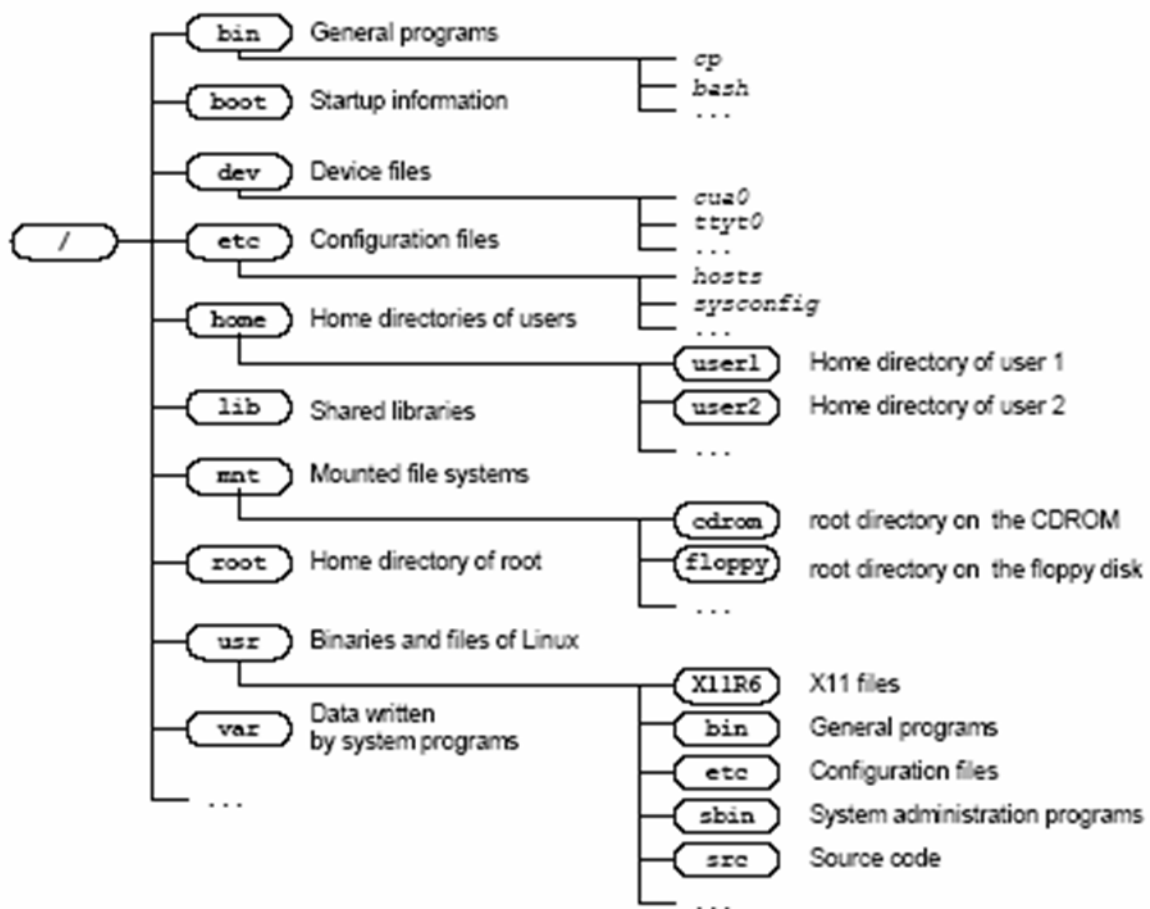 bin General programs
cp
bash
...
boot Startup information
dev Device files
cua0
ttyt0
...
/
etc Configuration files
hosts
sysconfig
...
home Home directories of users
user1 Home directory of user 1
user2 Home directory of user 2
...
lib Shared libraries
mnt Mounted file systems
cdrom root directory on the CDROM
floppy root directory on the floppy disk
...
root Home directory of root
usr Binaries and files of Linux
X11R6 X11 files
bin General programs
etc Configuration files
sbin System administration programs
src Source code
...
var Data written
by system programs
...